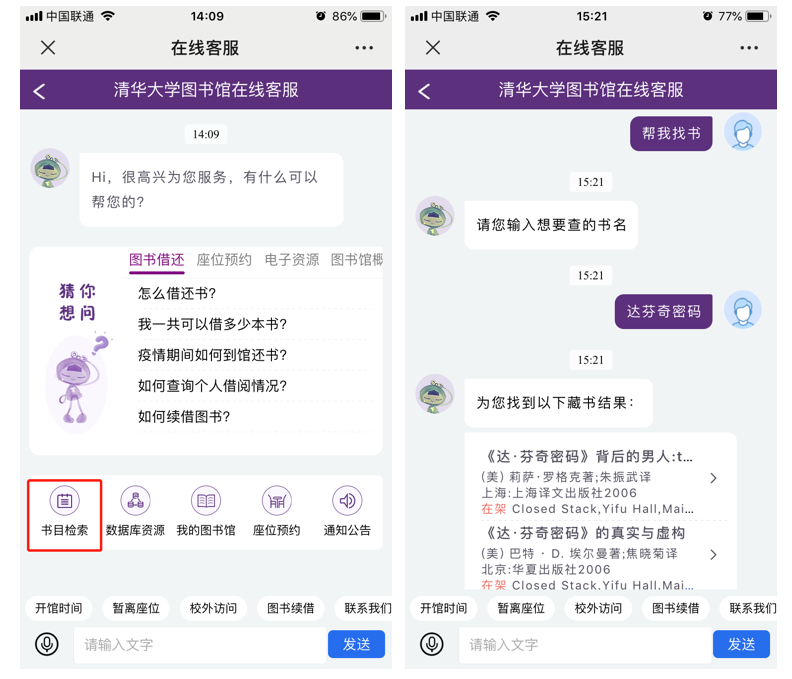 中国联通
14:09
86%
在线客服
清华大学图书馆在线客服
14:09
Hi，很高兴为您服务，有什么可以
帮您的？
猜你
想问
图书借还
座位预约
电子资源
图书馆概
怎么借还书?
我一共可以借多少本书?
疫情期间如何到馆还书?
如何查询个人借阅情况?
如何续借图书?
书目检索
数据库资源
我的图书馆
座位预约
通知公告
开馆时间
暂离座位
校外访问
图书续借
联系我们
请输入文字
发送
中国联通
15:21
77%
在线客服
清华大学图书馆在线客服
帮我找书
15:21
请您输入想要查的书名
15:21
达芬奇密码
15:21
为您找到以下藏书结果：
《达·芬奇密码》背后的男人:t...
(美) 莉萨·罗格克著;朱振武译
上海:上海译文出版社2006
在架 Closed Stack,Yifu Hall,Mai...
《达·芬奇密码》的真实与虚构
(美) 巴特 · D. 埃尔曼著;焦晓菊译
北京:华夏出版社2006
在架 Closed Stack,Yifu Hall,Mai...
开馆时间
暂离座位
校外访问
图书续借
联系我们
请输入文字
发送